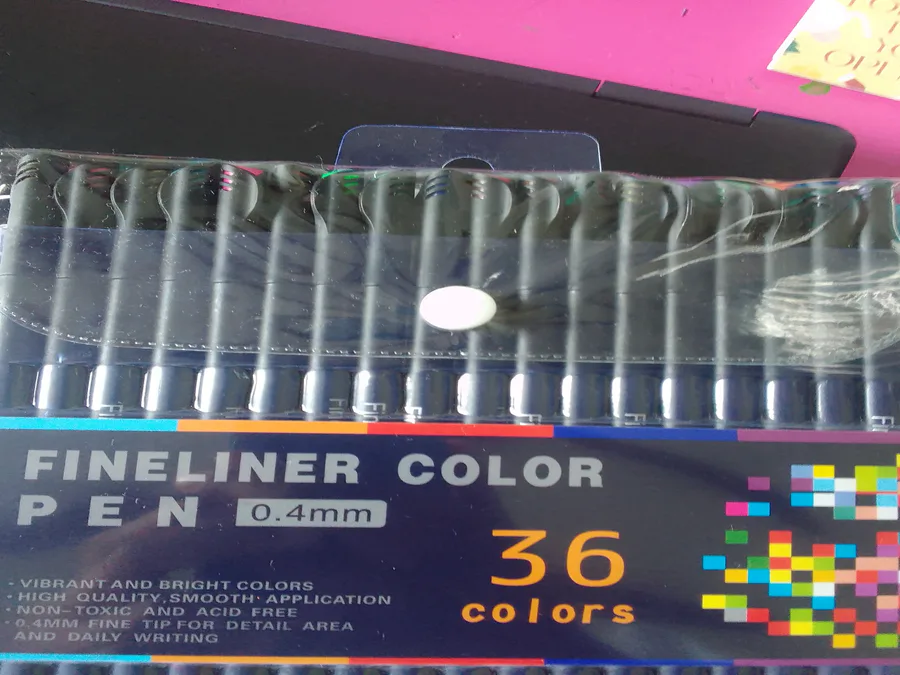 FINELINER COLOR
PEN 0.4mm
36
colors
- VIBRANT AND BRIGHT COLORS
- HIGH QUALITY,SMOOTH APPLICATION
- NON-TOXIC AND ACID FREE
- 0.4MM FINE TIP FOR DETAIL AREA
AND DAILY WRITING